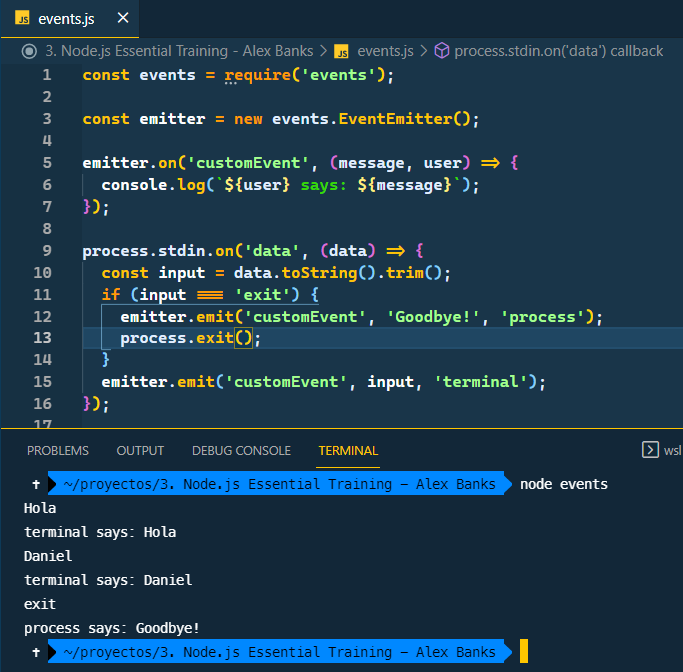 JS events.js ×
3. Node.js Essential Training - Alex Banks > JS events.js > process.stdin.on('data') callback
1 const events = require('events');
2
3 const emitter = new events.EventEmitter();
4
5 emitter.on('customEvent', (message, user) => {
6 console.log(`${user} says: ${message}`);
7 });
8
9 process.stdin.on('data', (data) => {
10 const input = data.toString().trim();
11 if (input === 'exit') {
12 emitter.emit('customEvent', 'Goodbye!', 'process');
13 process.exit();
14 }
15 emitter.emit('customEvent', input, 'terminal');
16 });
17
PROBLEMS OUTPUT DEBUG CONSOLE TERMINAL wsl
~/proyectos/3. Node.js Essential Training - Alex Banks node events
Hola
terminal says: Hola
Daniel
terminal says: Daniel
exit
process says: Goodbye!
~/proyectos/3. Node.js Essential Training - Alex Banks